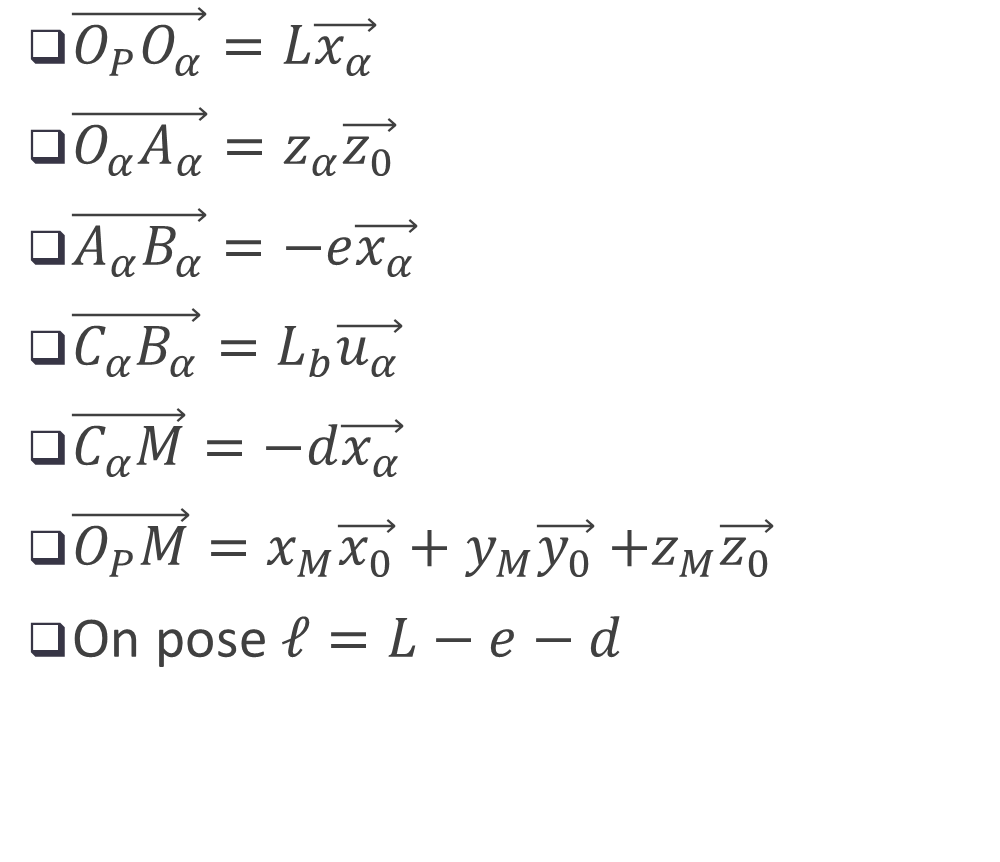 ❑$\overrightarrow{O_P O_\alpha} = L\overrightarrow{x_\alpha}$
❑$\overrightarrow{O_\alpha A_\alpha} = z_\alpha\overrightarrow{z_0}$
❑$\overrightarrow{A_\alpha B_\alpha} = -e\overrightarrow{x_\alpha}$
❑$\overrightarrow{C_\alpha B_\alpha} = L_b\overrightarrow{u_\alpha}$
❑$\overrightarrow{C_\alpha M} = -d\overrightarrow{x_\alpha}$
❑$\overrightarrow{O_P M} = x_M\overrightarrow{x_0} + y_M\overrightarrow{y_0} + z_M\overrightarrow{z_0}$
❑On pose $\ell = L - e - d$